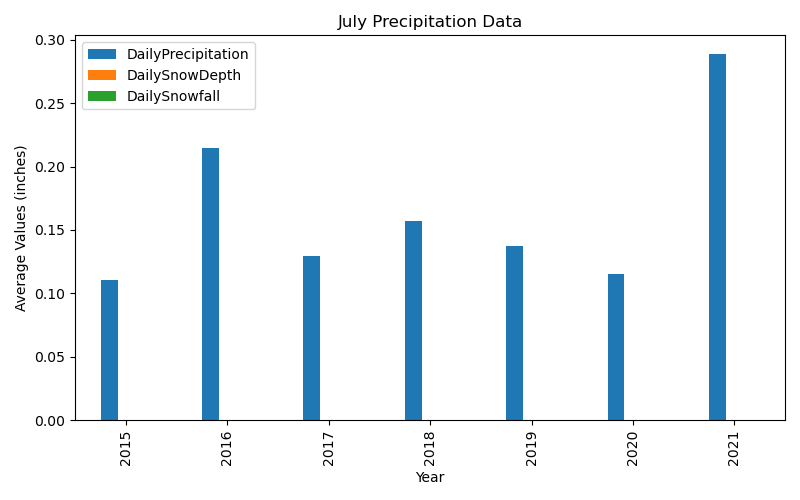 July Precipitation Data
DailyPrecipitation
DailySnowDepth
DailySnowfall
Average Values (inches)
0.30
0.25
0.20
0.15
0.10
0.05
0.00
2015
2016
2017
2018
2019
2020
2021
Year